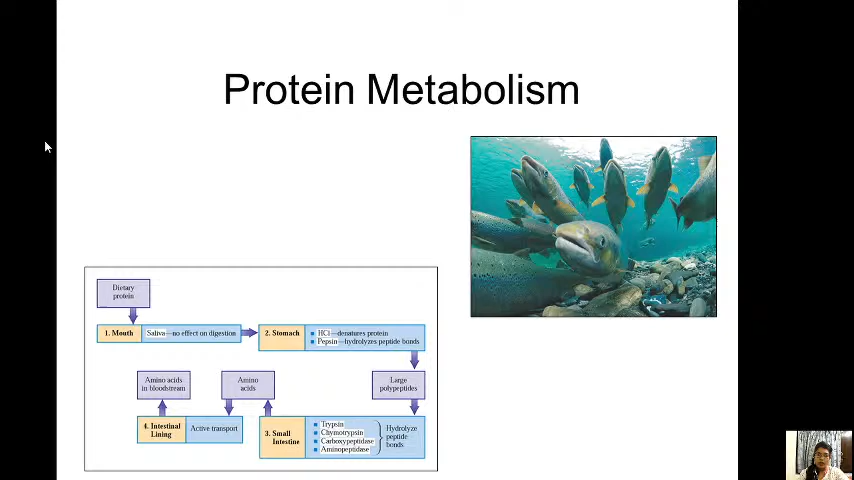 Protein Metabolism
Dietary
protein
1. Mouth
Saliva—no effect on digestion
2. Stomach
HCl—denatures protein
Pepsin—hydrolyzes peptide bonds
Amino acids
in bloodstream
Amino
acids
Large
polypeptides
4. Intestinal
Lining
Active transport
3. Small
Intestine
Trypsin
Chymotrypsin
Carboxypeptidase
Aminopeptidase
Hydrolyze
peptide
bonds